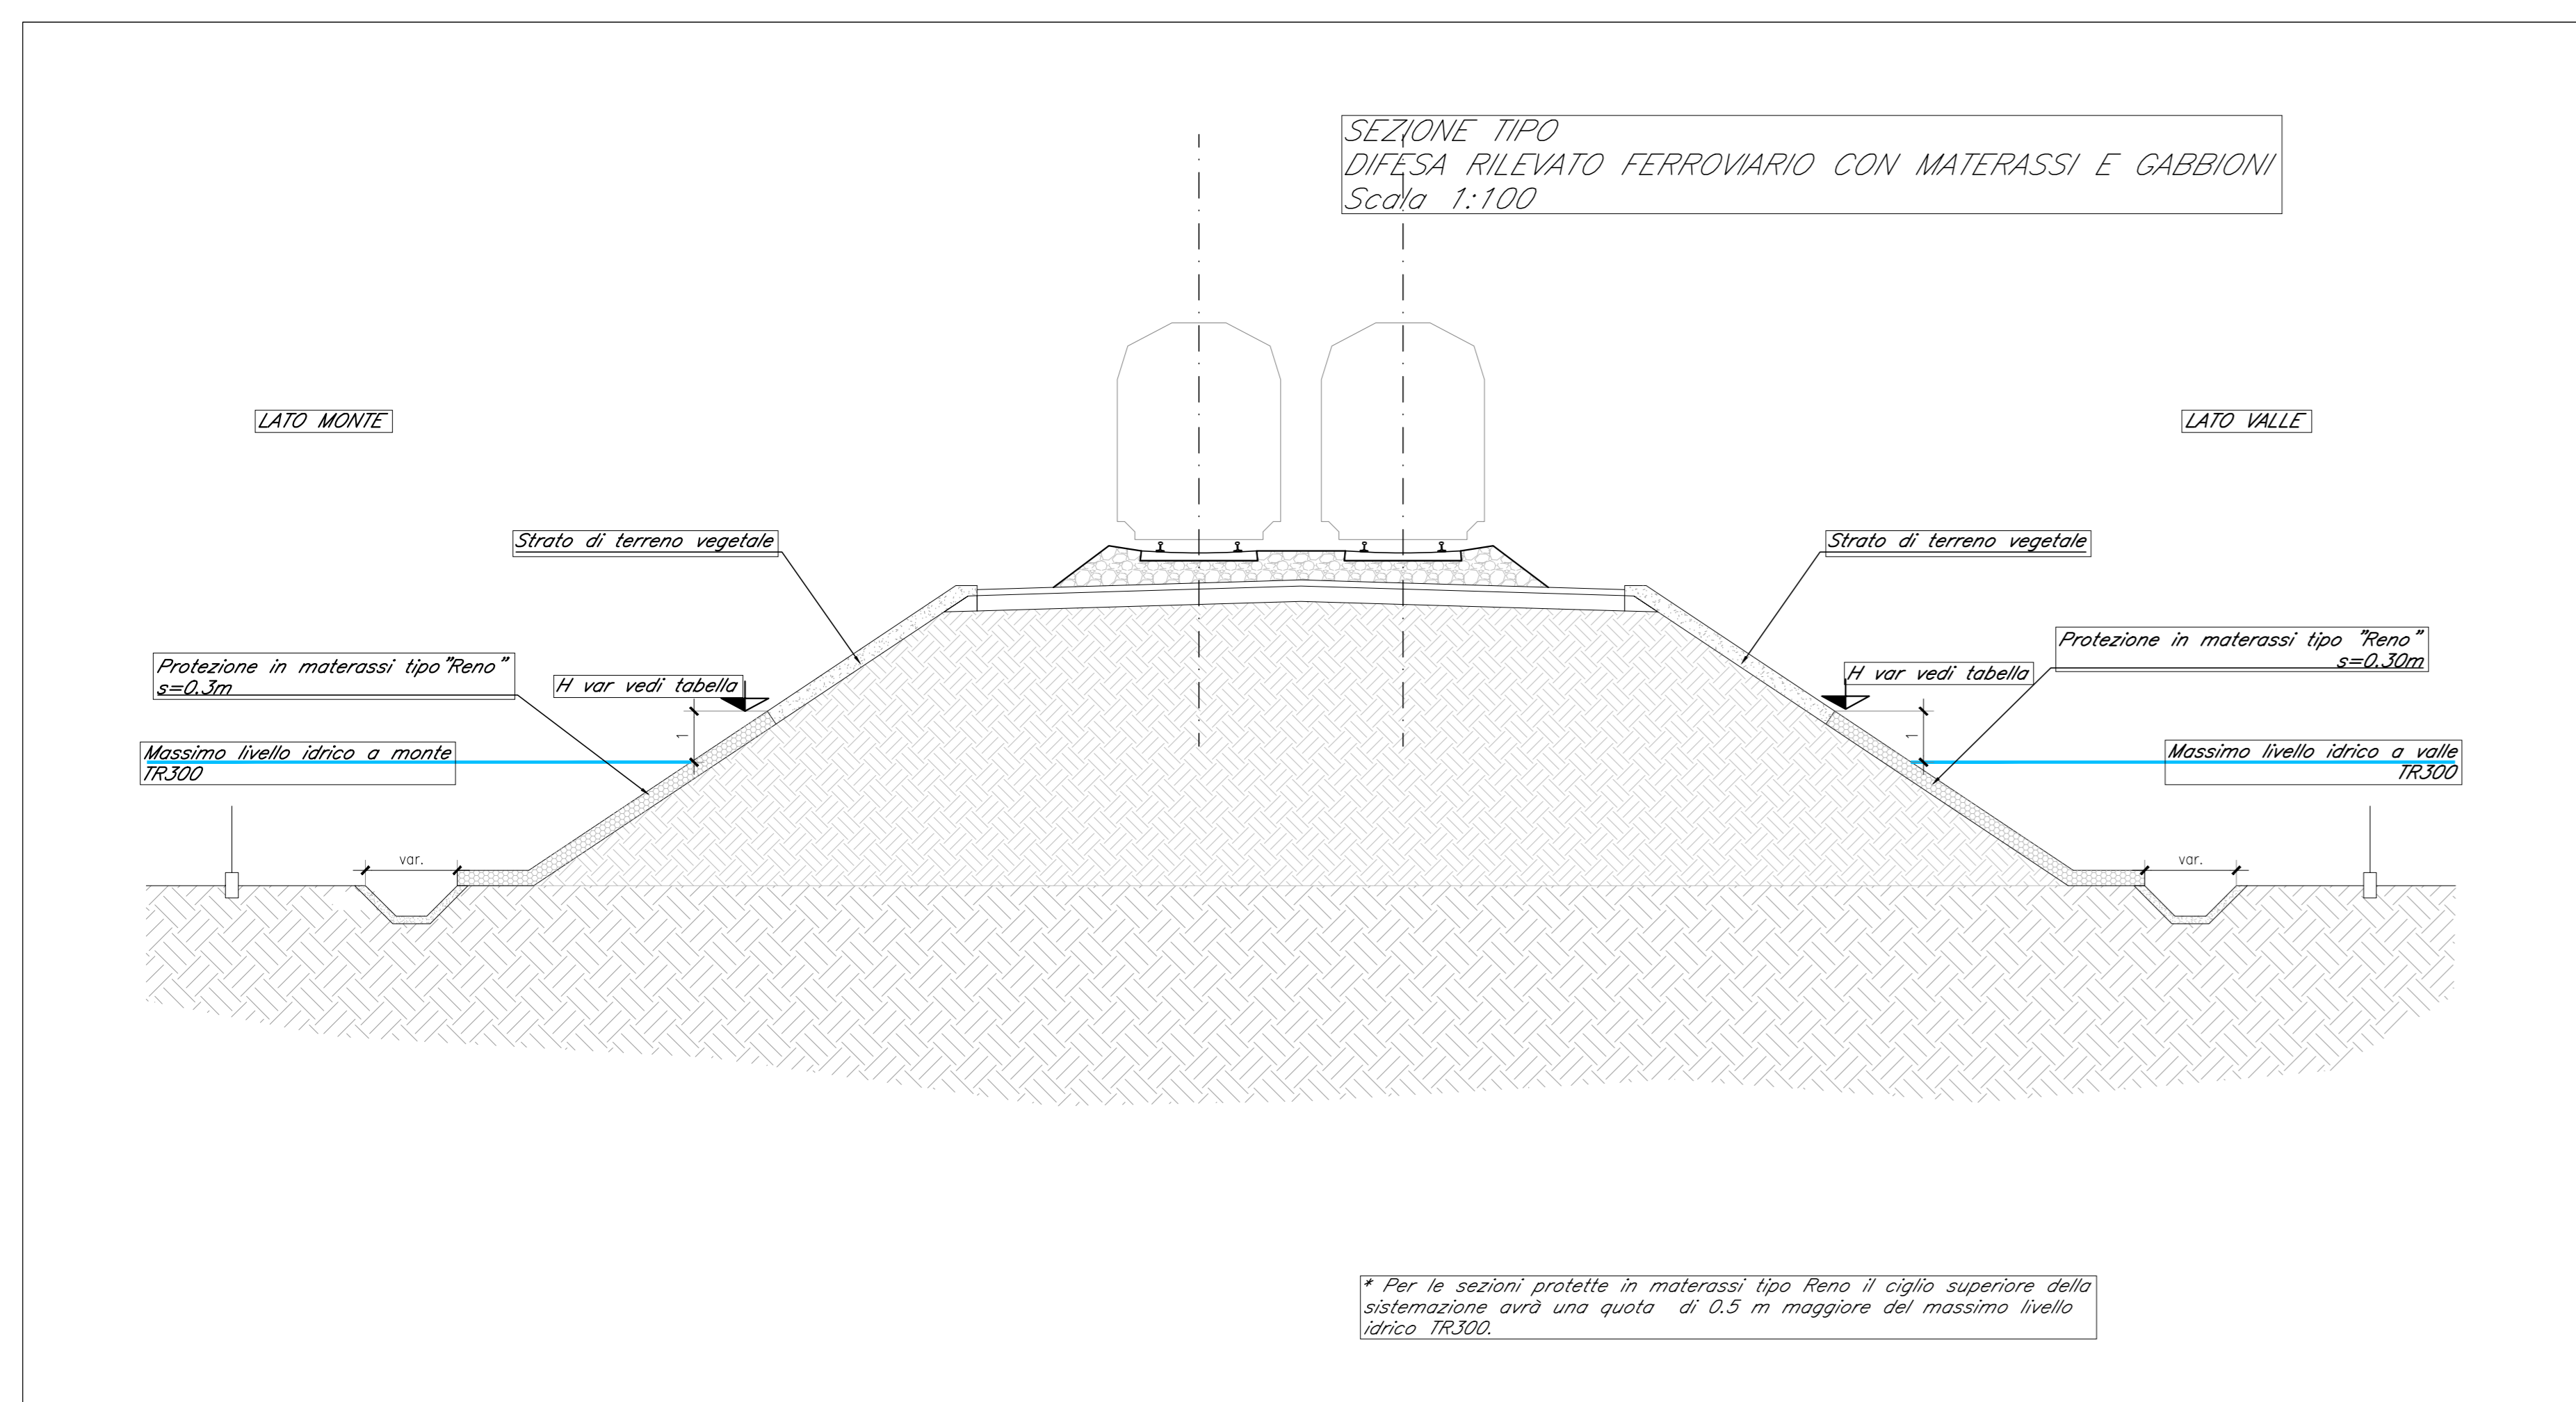 SEZIONE TIPO
DIFESA RILEVATO FERROVIARIO CON MATERASSI E GABBIONI
Scala 1:100
LATO MONTE
LATO VALLE
Strato di terreno vegetale
Strato di terreno vegetale
Protezione in materassi tipo"Reno"
s=0.3m
H var vedi tabella
H var vedi tabella
Protezione in materassi tipo "Reno"
s=0.30m
1
1
Massimo livello idrico a monte
TR300
Massimo livello idrico a valle
TR300
var.
var.
* Per le sezioni protette in materassi tipo Reno il ciglio superiore della
sistemazione avrà una quota di 0.5 m maggiore del massimo livello
idrico TR300.